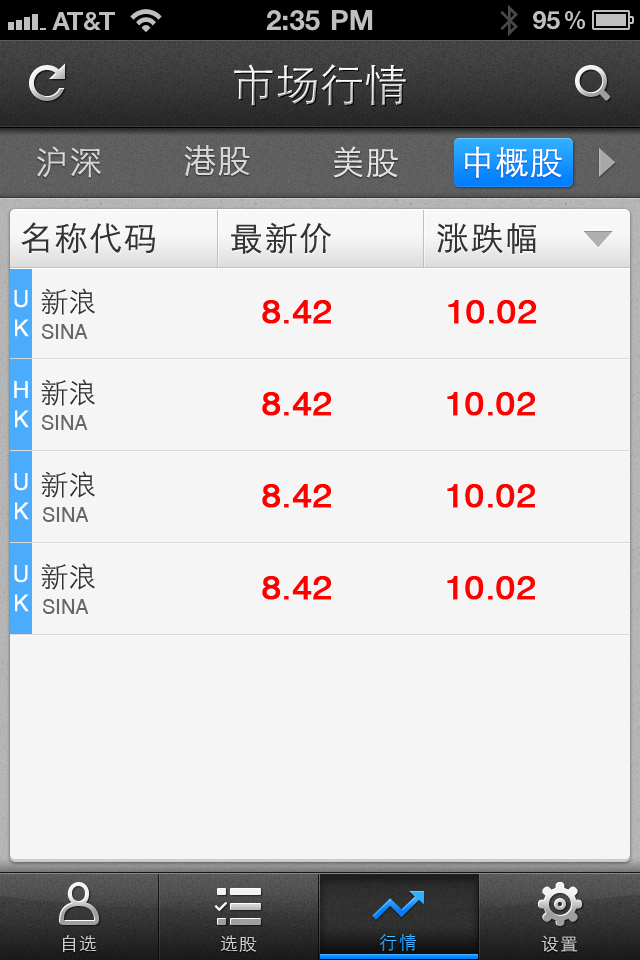 AT&T 2:35 PM 95%
市场行情
沪深 港股 美股 中概股
名称代码 最新价 涨跌幅
UK 新浪 8.42 10.02
SINA
HK 新浪 8.42 10.02
SINA
UK 新浪 8.42 10.02
SINA
UK 新浪 8.42 10.02
SINA
自选 选股 行情 设置